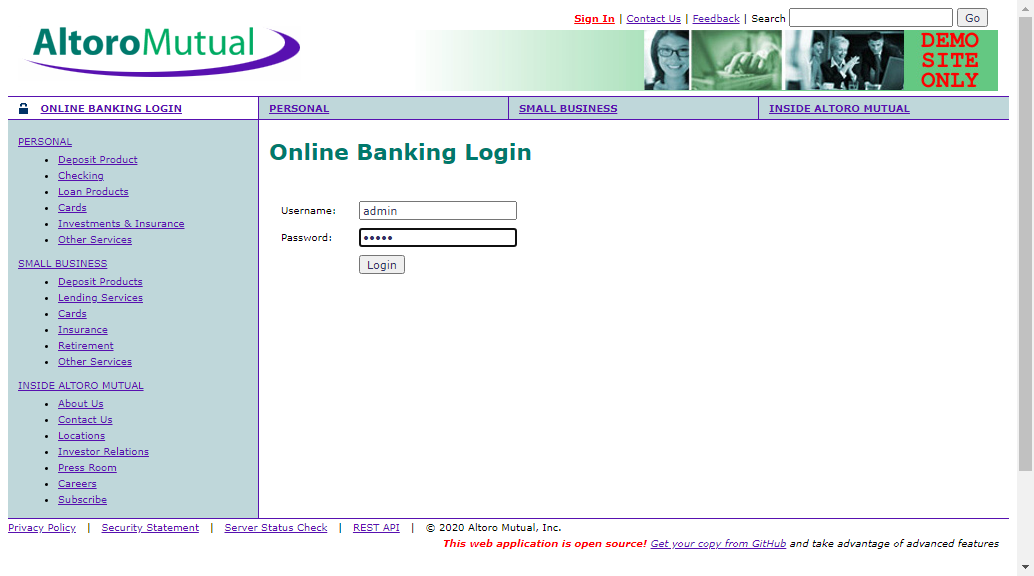 Sign In | Contact Us | Feedback | Search Go
AltoroMutual
DEMO
SITE
ONLY
ONLINE BANKING LOGIN
PERSONAL
SMALL BUSINESS
INSIDE ALTORO MUTUAL
PERSONAL
Deposit Product
Checking
Loan Products
Cards
Investments & Insurance
Other Services
SMALL BUSINESS
Deposit Products
Lending Services
Cards
Insurance
Retirement
Other Services
INSIDE ALTORO MUTUAL
About Us
Contact Us
Locations
Investor Relations
Press Room
Careers
Subscribe
Online Banking Login
Username: admin
Password: •••••
Login
Privacy Policy | Security Statement | Server Status Check | REST API | © 2020 Altoro Mutual, Inc.
This web application is open source! Get your copy from GitHub and take advantage of advanced features